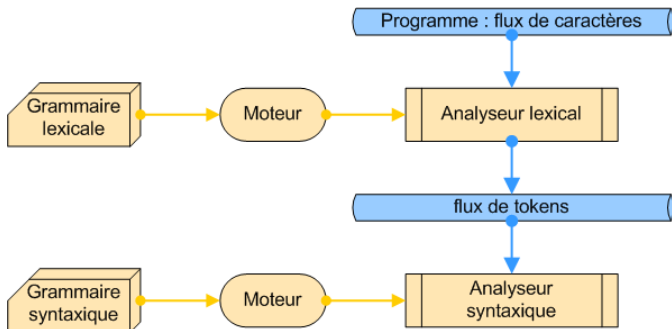 Programme : flux de caractères
Grammaire
lexicale
Moteur
Analyseur lexical
flux de tokens
Grammaire
syntaxique
Moteur
Analyseur
syntaxique